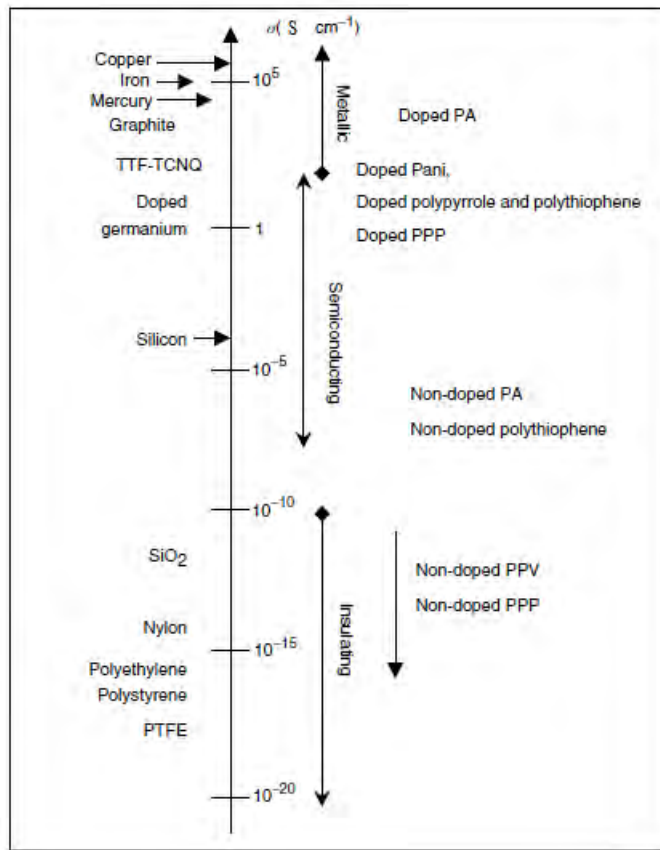 σ( S cm⁻¹)
Copper
Iron
10⁵
Mercury
Graphite
Metallic
Doped PA
TTF-TCNQ
Doped Pani,
Doped
Doped polypyrrole and polythiophene
germanium
1
Doped PPP
Semiconducting
Silicon
10⁻⁵
Non-doped PA
Non-doped polythiophene
10⁻¹⁰
SiO₂
Non-doped PPV
Non-doped PPP
Insulating
Nylon
10⁻¹⁵
Polyethylene
Polystyrene
PTFE
10⁻²⁰